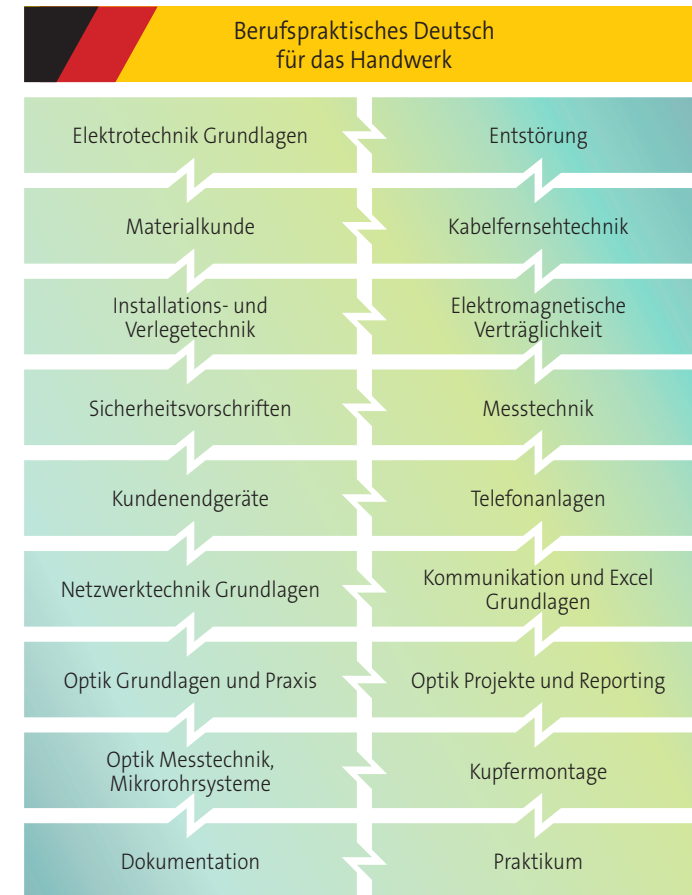 Berufspraktisches Deutsch
für das Handwerk
Elektrotechnik Grundlagen
Entstörung
Materialkunde
Kabelfernsehtechnik
Installations- und
Verlegetechnik
Elektromagnetische
Verträglichkeit
Sicherheitsvorschriften
Messtechnik
Kundenendgeräte
Telefonanlagen
Netzwerktechnik Grundlagen
Kommunikation und Excel
Grundlagen
Optik Grundlagen und Praxis
Optik Projekte und Reporting
Optik Messtechnik,
Mikrorohrsysteme
Kupfermontage
Dokumentation
Praktikum